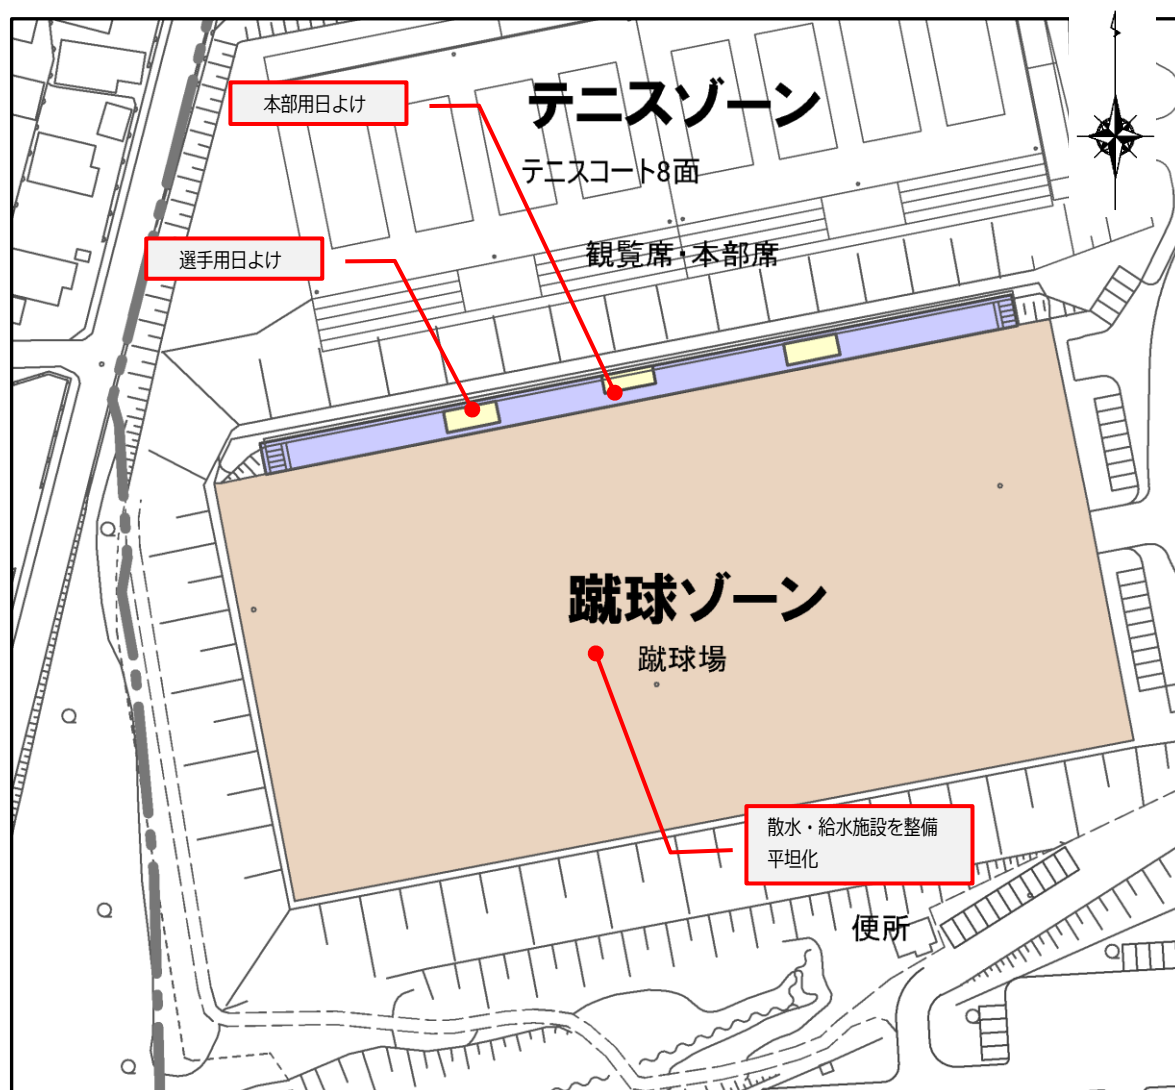 本部用日よけ
テニスゾーン
テニスコート8面
選手用日よけ
観覧席・本部席
蹴球ゾーン
蹴球場
散水・給水施設を整備
平坦化
便所